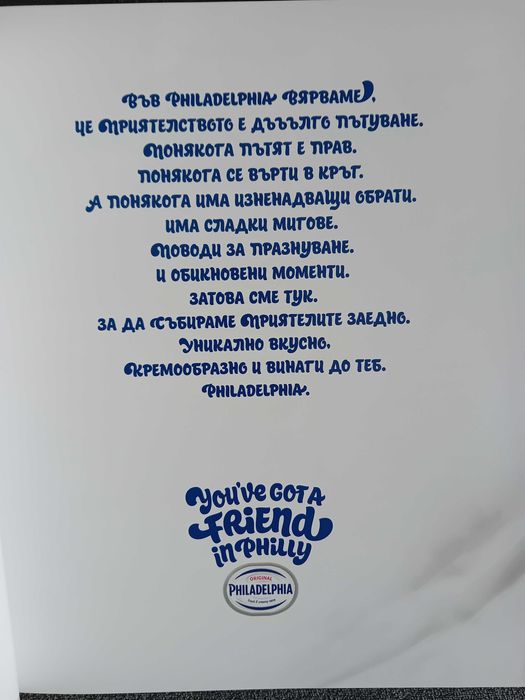 Във PHILADELPHIA вярваме,
че приятелството е дъъълго пътуване.
Понякога пътят е прав.
Понякога се върти в кръг.
А понякога има изненадващи обрати.
Има сладки мигове.
Поводи за празнуване.
И обикновени моменти.
Затова сме тук.
За да събираме приятелите заедно.
Уникално вкусно,
Кремообразно и винаги до теб.
PHILADELPHIA.
YOU'VE GOT A
FRIEND
in PHILLY
ORIGINAL
PHILADELPHIA